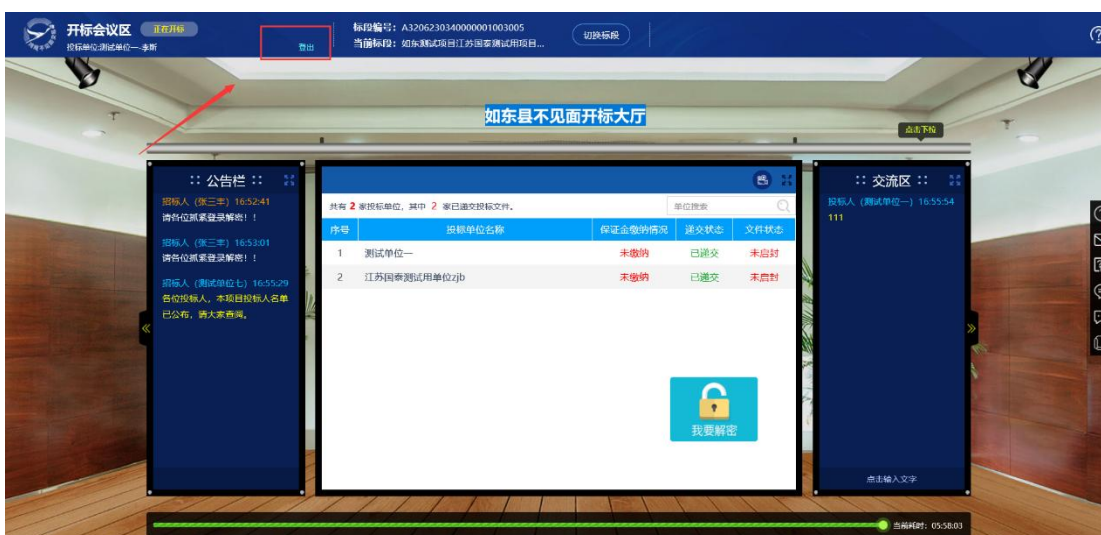 开标会议区 正在开标
投标单位:测试单位一-李斯 登出
标段编号: A3206230340000001003005
当前标段: 如东测试项目江苏国泰测试用项目...
切换标段
如东县不见面开标大厅
点击下拉
:: 公告栏 ::
招标人 (张三丰) 16:52:41
请各位抓紧登录解密! !
招标人 (张三丰) 16:53:01
请各位抓紧登录解密! !
招标人 (测试单位七) 16:55:29
各位投标人, 本项目投标人名单
已公布, 请大家查阅。
共有 2 家投标单位, 其中 2 家已递交投标文件。 单位搜索
序号 投标单位名称 保证金缴纳情况 递交状态 文件状态
1 测试单位一 未缴纳 已递交 未启封
2 江苏国泰测试用单位zjb 未缴纳 已递交 未启封
我要解密
:: 交流区 ::
投标人 (测试单位一) 16:55:54
111
点击输入文字
当前耗时: 05:58:03